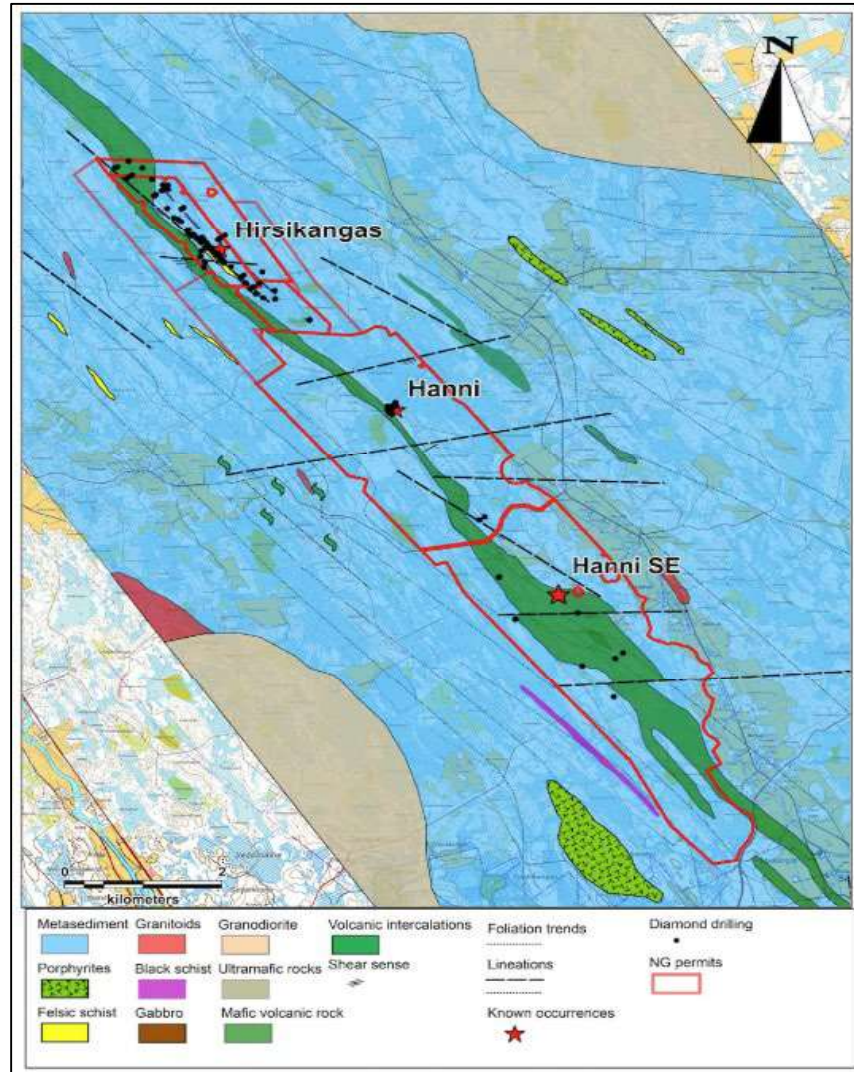 N
Hirsikangas
Hanni
Hanni SE
0 2
kilometers
Metasediment Granitoids Granodiorite Volcanic intercalations Foliation trends Diamond drilling
Porphyrites Black schist Ultramafic rocks Shear sense Lineations NG permits
Felsic schist Gabbro Mafic volcanic rock Known occurrences